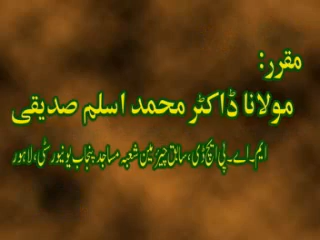 مقرر:
مولانا ڈاکٹر محمد اسلم صدیقی
ایم۔اے۔پی ایچ ڈی، سابق چیئرمین شعبہ مساجد پنجاب یونیورسٹی، لاہور